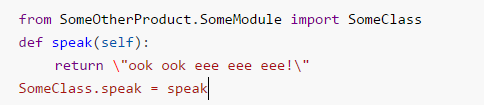 from SomeOtherProduct.SomeModule import SomeClass
def speak(self):
    return \"ook ook eee eee eee!\"
SomeClass.speak = speak